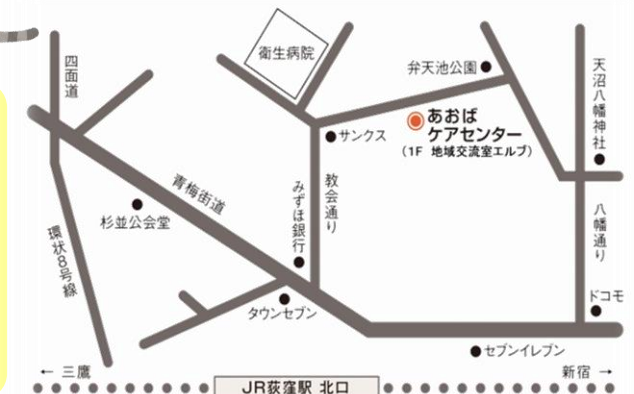 四面道
衛生病院
弁天池公園
天沼八幡神社
サンクス
あおば
ケアセンター
（1F 地域交流室エルブ）
青梅街道
みずほ銀行
教会通り
杉並公会堂
八幡通り
環状8号線
タウンセブン
ドコモ
セブンイレブン
← 三鷹
新宿 →
JR荻窪駅 北口